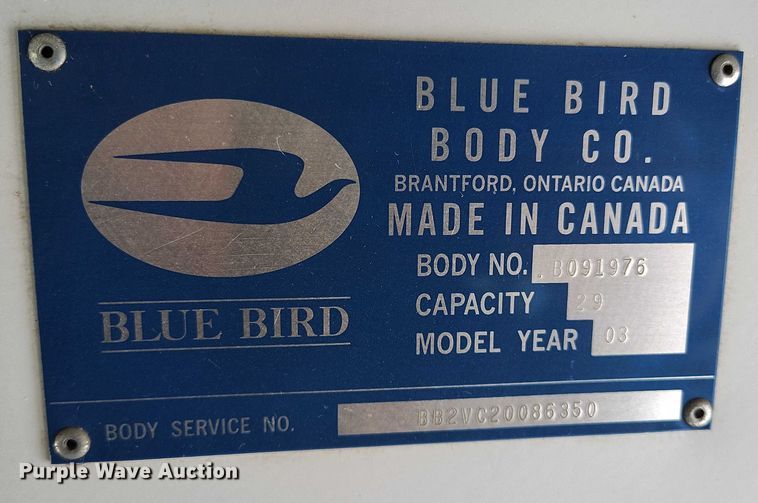 BLUE BIRD
BODY CO.
BRANTFORD, ONTARIO CANADA
MADE IN CANADA
BODY NO. B091976
CAPACITY 29
MODEL YEAR 03
BLUE BIRD
BODY SERVICE NO. BB2VC20086350
Purple Wave Auction